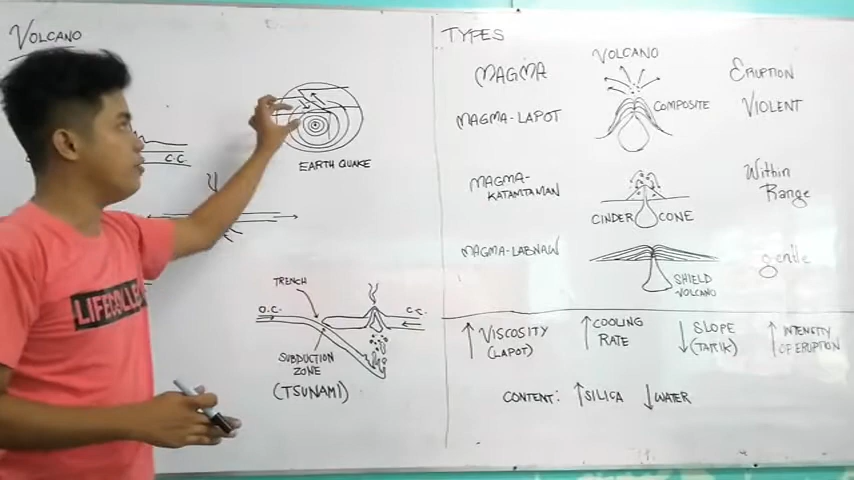 VOLCANO
C.C.
EARTH QUAKE
TRENCH
O.C.
C.C.
SUBDUCTION
ZONE
(TSUNAMI)
LIFECOLLE
TYPES
MAGMA
VOLCANO
ERUPTION
MAGMA-LAPOT
COMPOSITE
VIOLENT
MAGMA-
KATAMTAMAN
CINDER CONE
Within
Range
MAGMA-LABNAW
SHIELD
VOLCANO
gentle
↑ VISCOSITY
(LAPOT)
↑ COOLING
RATE
↓ SLOPE
(TARIK)
↑ INTENSITY
OF ERUPTION
CONTENT: ↑ SILICA ↓ WATER